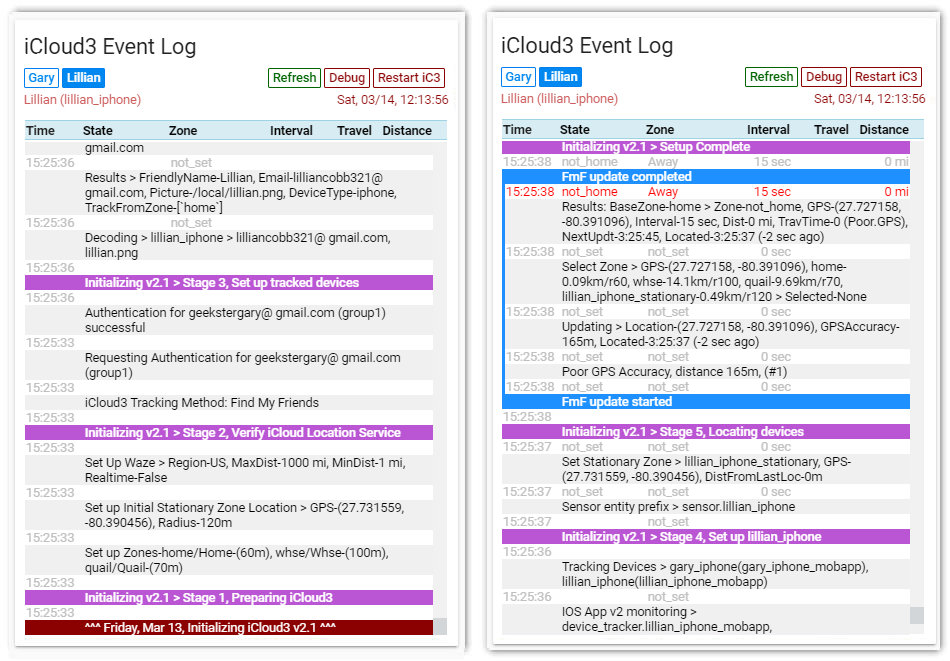 iCloud3 Event Log
Gary Lillian Refresh Debug Restart iC3
Lillian (lillian_iphone) Sat, 03/14, 12:13:56
Time State Zone Interval Travel Distance
gmail.com
15:25:36 not_set
Results > FriendlyName-Lillian, Email-lilliancobb321@
gmail.com, Picture-/local/lillian.png, DeviceType-iphone,
TrackFromZone-[`home`]
15:25:36 not_set
Decoding > lillian_iphone > lilliancobb321@ gmail.com,
lillian.png
15:25:36
Initializing v2.1 > Stage 3, Set up tracked devices
15:25:36
Authentication for geekstergary@ gmail.com (group1)
successful
15:25:33
Requesting Authentication for geekstergary@ gmail.com
(group1)
15:25:33
iCloud3 Tracking Method: Find My Friends
15:25:33
Initializing v2.1 > Stage 2, Verify iCloud Location Service
15:25:33
Set Up Waze > Region-US, MaxDist-1000 mi, MinDist-1 mi,
Realtime-False
15:25:33
Set up Initial Stationary Zone Location > GPS-(27.731559,
-80.390456), Radius-120m
15:25:33
Set up Zones-home/Home-(60m), whse/Whse-(100m),
quail/Quail-(70m)
15:25:33
Initializing v2.1 > Stage 1, Preparing iCloud3
15:25:33
^^^ Friday, Mar 13, Initializing iCloud3 v2.1 ^^^
iCloud3 Event Log
Gary Lillian Refresh Debug Restart iC3
Lillian (lillian_iphone) Sat, 03/14, 12:13:56
Time State Zone Interval Travel Distance
Initializing v2.1 > Setup Complete
15:25:38 not_home Away 15 sec 0 mi
FmF update completed
15:25:38 not_home Away 15 sec 0 mi
Results: BaseZone-home > Zone-not_home, GPS-(27.727158,
-80.391096), Interval-15 sec, Dist-0 mi, TravTime-0 (Poor.GPS),
NextUpdt-3:25:45, Located-3:25:37 (-2 sec ago)
15:25:38 not_set not_set 0 sec
Select Zone > GPS-(27.727158, -80.391096), home-
0.09km/r60, whse-14.1km/r100, quail-9.69km/r70,
lillian_iphone_stationary-0.49km/r120 > Selected-None
15:25:38 not_set not_set 0 sec
Updating > Location-(27.727158, -80.391096), GPSAccuracy-
165m, Located-3:25:37 (-2 sec ago)
15:25:38 not_set not_set 0 sec
Poor GPS Accuracy, distance 165m, (#1)
15:25:38 not_set not_set 0 sec
FmF update started
15:25:38
Initializing v2.1 > Stage 5, Locating devices
15:25:37 not_set not_set 0 sec
Set Stationary Zone > lillian_iphone_stationary, GPS-
(27.731559, -80.390456), DistFromLastLoc-0m
15:25:37 not_set not_set 0 sec
Sensor entity prefix > sensor.lillian_iphone
15:25:37 not_set
Initializing v2.1 > Stage 4, Set up lillian_iphone
15:25:36
Tracking Devices > gary_iphone(gary_iphone_mobapp),
lillian_iphone(lillian_iphone_mobapp)
15:25:36 not_set
IOS App v2 monitoring >
device_tracker.lillian_iphone_mobapp,